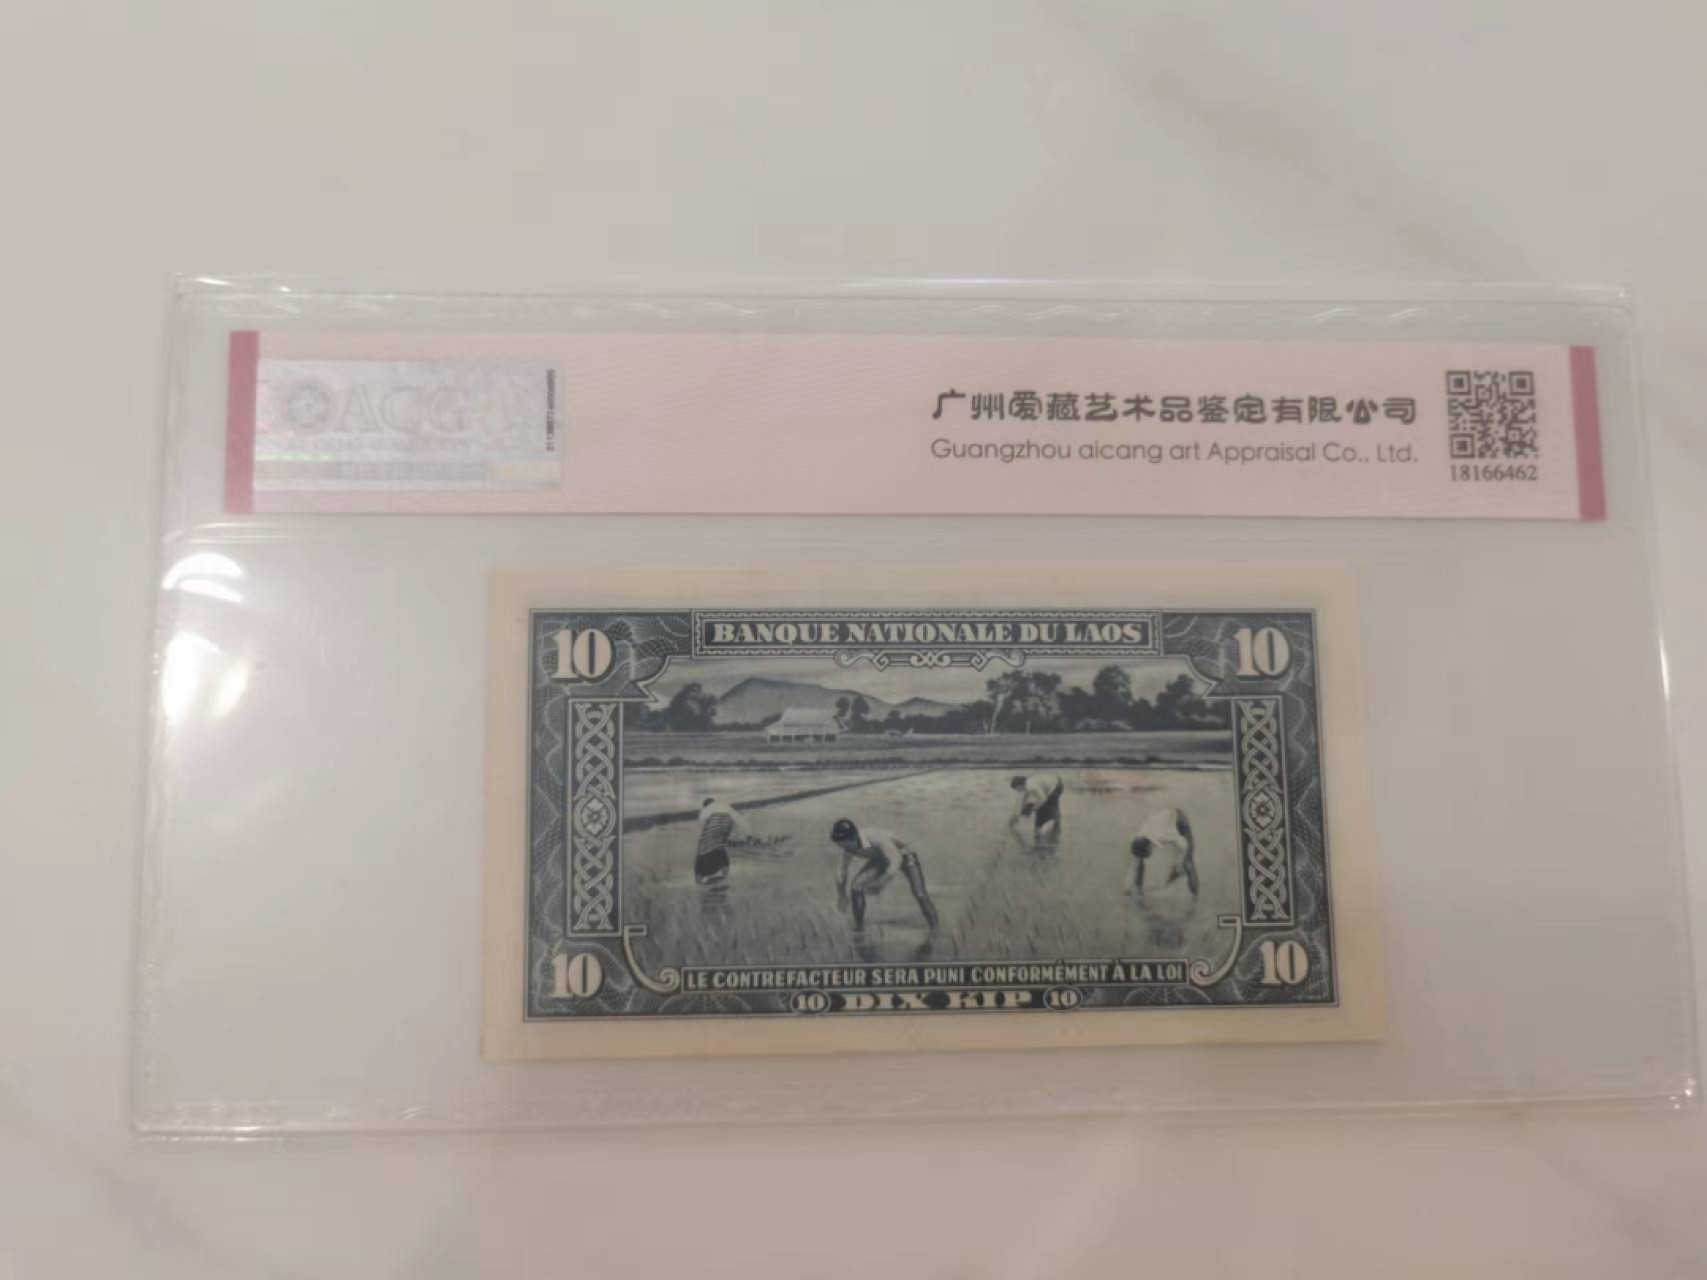 ACG
广州爱藏艺术品鉴定有限公司
Guangzhou aicang art Appraisal Co., Ltd.
18166462
10 BANQUE NATIONALE DU LAOS 10
10 LE CONTREFACTEUR SERA PUNI CONFORMÉMENT À LA LOI 10
10 DIX KIP 10